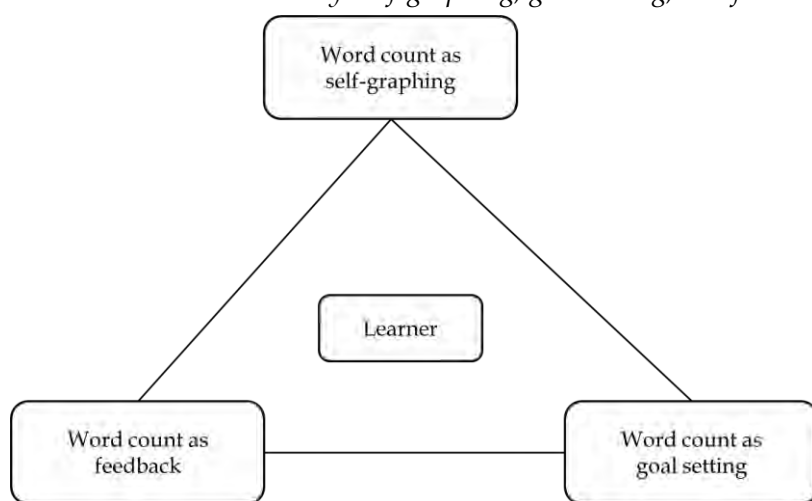 Word count as
self-graphing
Learner
Word count as
feedback
Word count as
goal setting